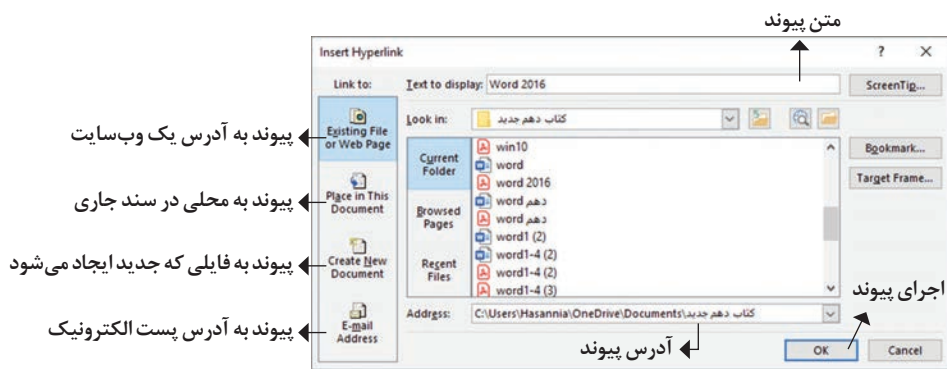 متن پیوند
Insert Hyperlink
? X
Link to:
Text to display: Word 2016
ScreenTip...
Existing File
or Web Page
Look in: کتاب دهم جدید
Bookmark...
Target Frame...
Current
Folder
Browsed
Pages
Recent
Files
win10
word
word 2016
word دهم
word دهم
word1 (2)
word1-4 (2)
word1-4 (2)
word1-4 (3)
Place in This
Document
Create New
Document
E-mail
Address
Address: C:\Users\Hasannia\OneDrive\Documents\کتاب دهم جدید
OK Cancel
پیوند به آدرس یک وب‌سایت
پیوند به محلی در سند جاری
پیوند به فایلی که جدید ایجاد می‌شود
پیوند به آدرس پست الکترونیک
آدرس پیوند
اجرای پیوند